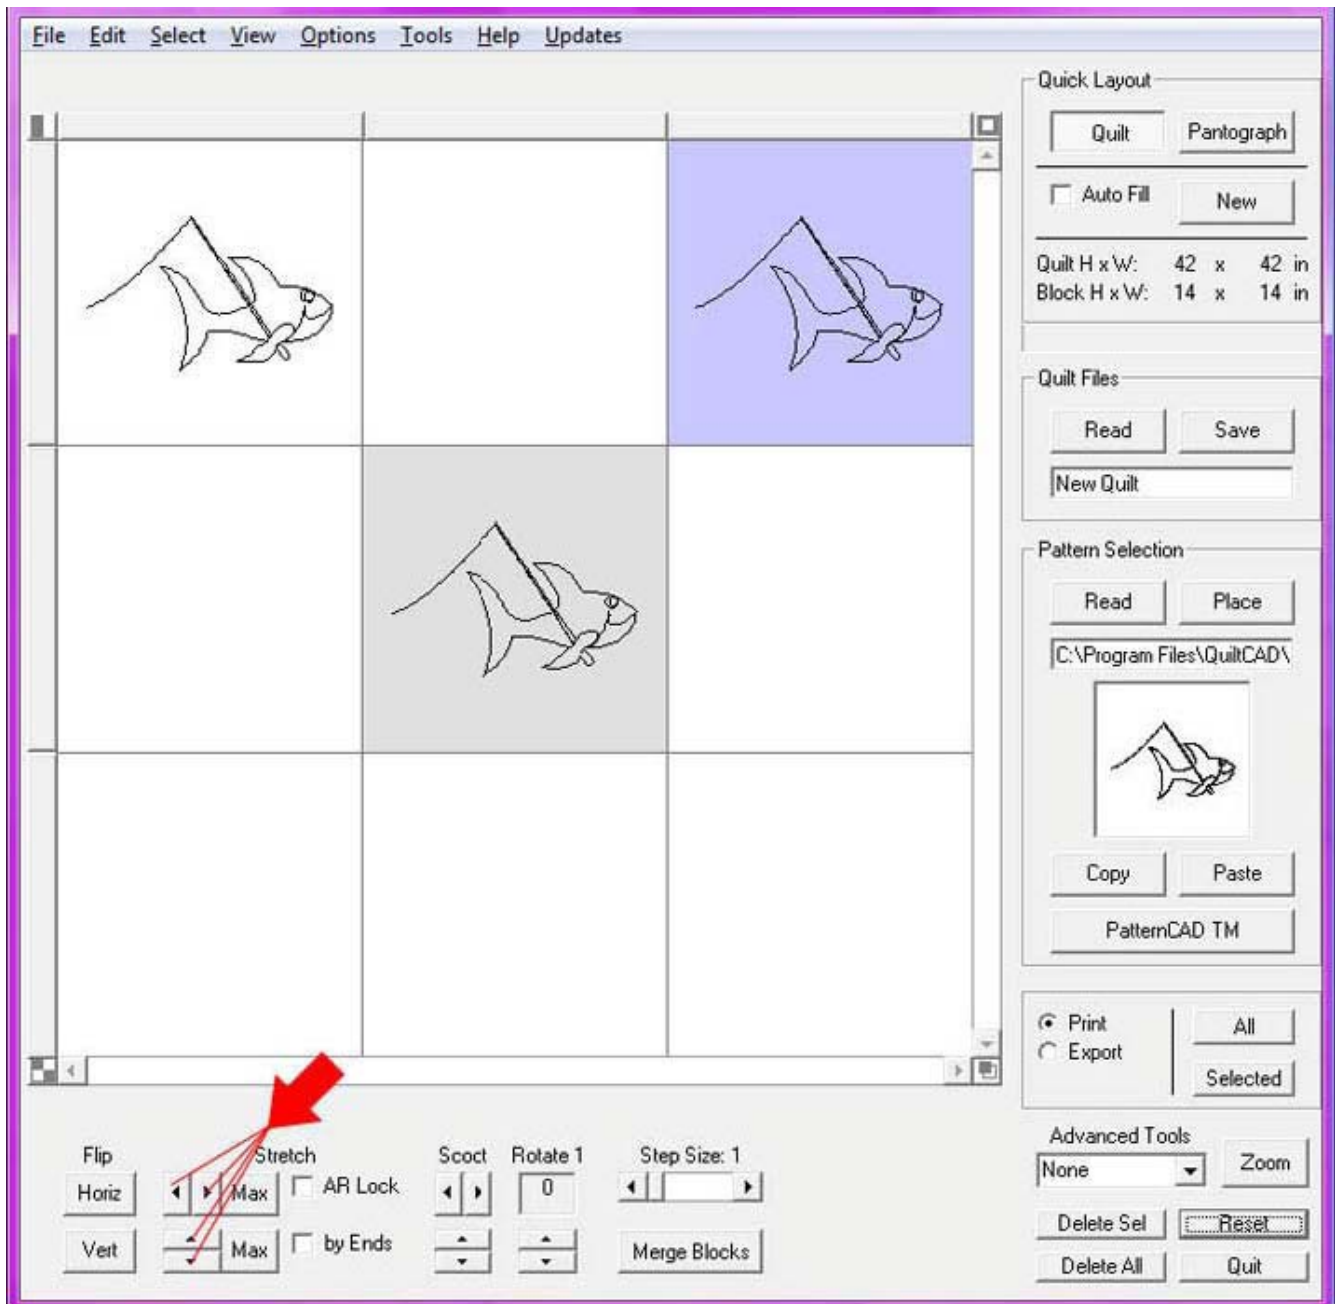 File Edit Select View Options Tools Help Updates
Quick Layout
Quilt Pantograph
Auto Fill New
Quilt H x W: 42 x 42 in
Block H x W: 14 x 14 in
Quilt Files
Read Save
New Quilt
Pattern Selection
Read Place
C:\Program Files\QuiltCAD\
Copy Paste
PatternCAD TM
Print All
Export
Selected
Flip Stretch Scoct Rotate 1 Step Size: 1
Horiz Max AR Lock 0
Vert Max by Ends Merge Blocks
Advanced Tools
None Zoom
Delete Sel Reset
Delete All Quit